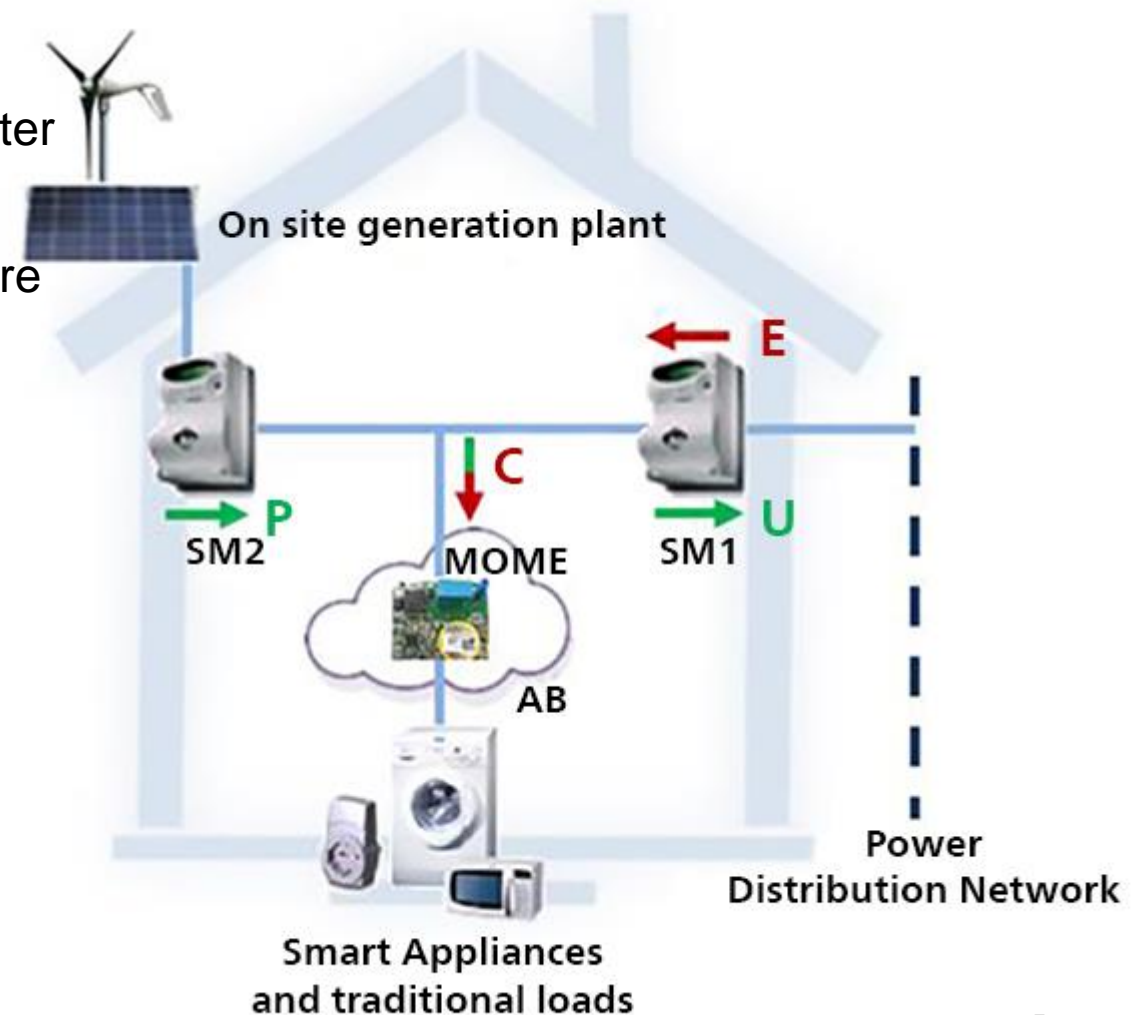 ter
On site generation plant
re
E
C
P
U
SM2
SM1
MOME
AB
Power
Distribution Network
Smart Appliances
and traditional loads